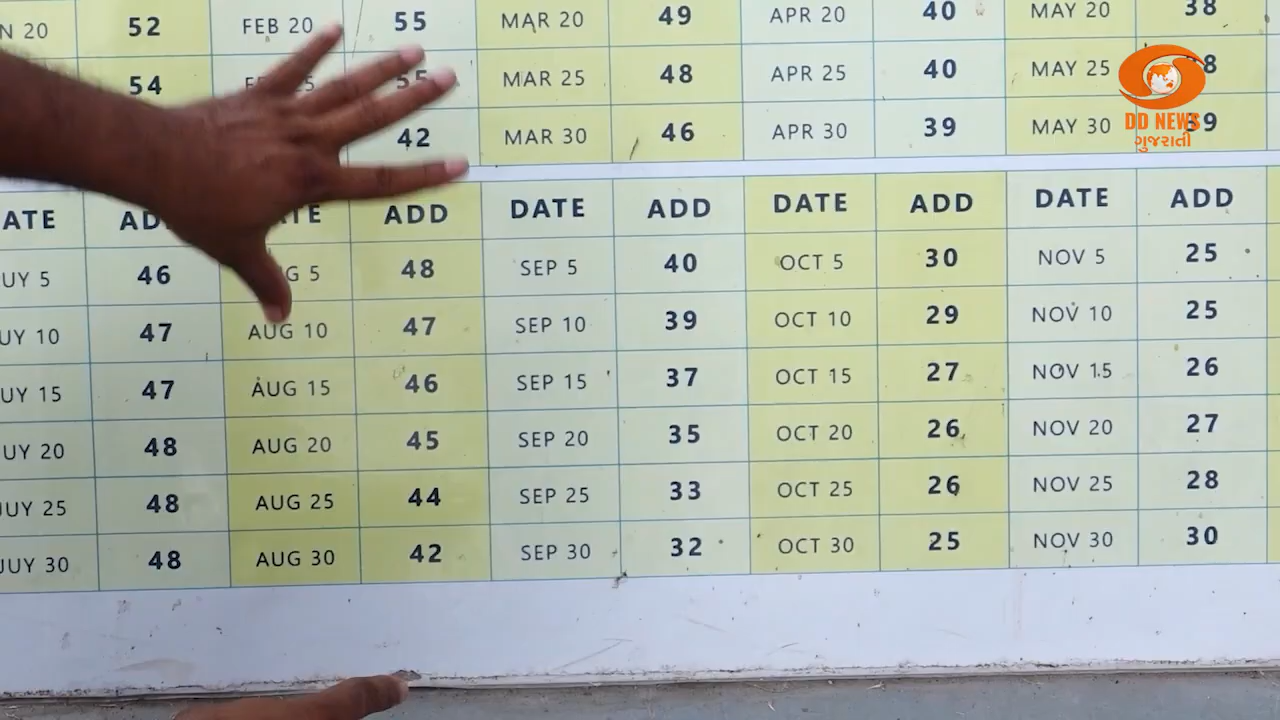 N 20 52 FEB 20 55 MAR 20 49 APR 20 40 MAY 20 38
54 55 MAR 25 48 APR 25 40 MAY 25 8
42 MAR 30 46 APR 30 39 MAY 30 39
DD NEWS
ગુજરાતી
ATE AD ATE ADD DATE ADD DATE ADD DATE ADD
UY 5 46 G 5 48 SEP 5 40 OCT 5 30 NOV 5 25
UY 10 47 AUG 10 47 SEP 10 39 OCT 10 29 NOV 10 25
UY 15 47 AUG 15 46 SEP 15 37 OCT 15 27 NOV 15 26
UY 20 48 AUG 20 45 SEP 20 35 OCT 20 26 NOV 20 27
UY 25 48 AUG 25 44 SEP 25 33 OCT 25 26 NOV 25 28
JUY 30 48 AUG 30 42 SEP 30 32 OCT 30 25 NOV 30 30